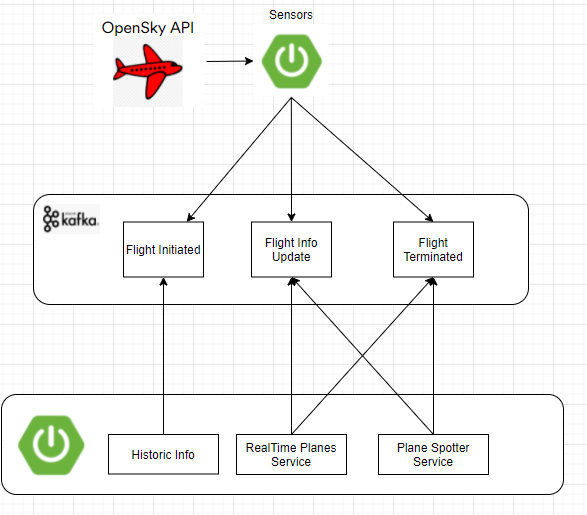 Sensors
OpenSky API
kafka.
Flight Initiated
Flight Info
Update
Flight
Terminated
Historic Info
RealTime Planes
Service
Plane Spotter
Service